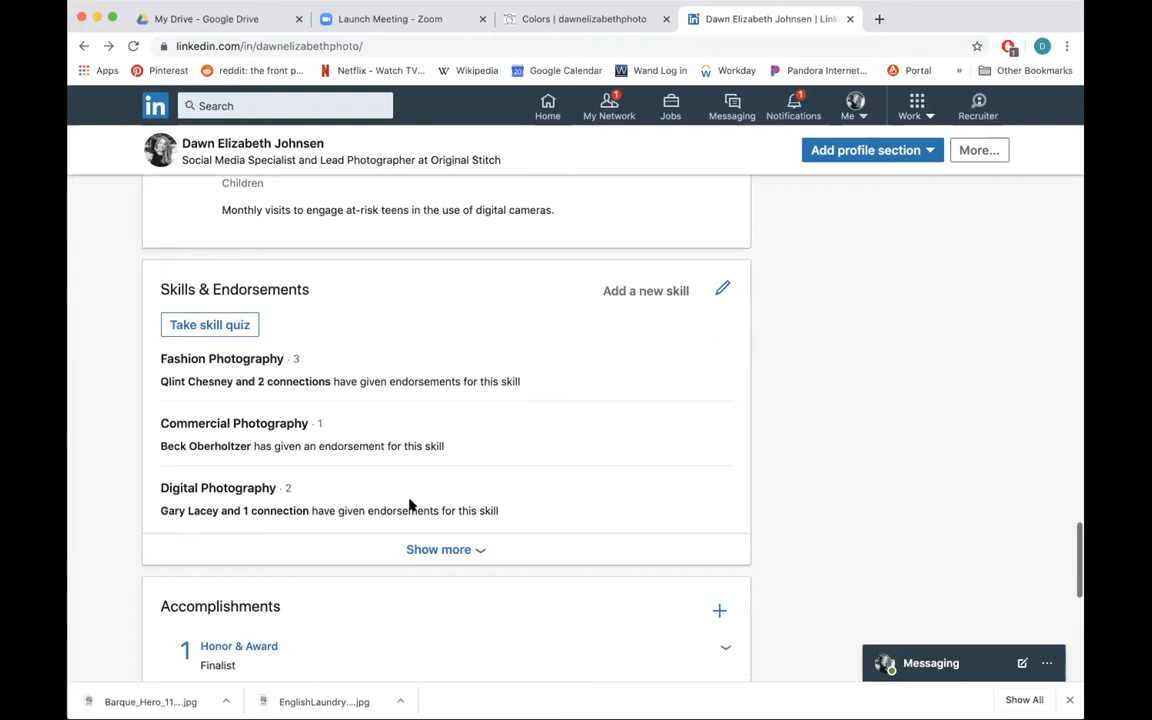 My Drive - Google Drive
Launch Meeting - Zoom
Colors | dawnelizabethphoto
Dawn Elizabeth Johnsen | Link
linkedin.com/in/dawnelizabethphoto/
1
D
Apps
Pinterest
reddit: the front p...
Netflix - Watch TV...
Wikipedia
Google Calendar
Wand Log in
Workday
Pandora Internet...
Portal
»
Other Bookmarks
in
Search
Home
1
My Network
Jobs
Messaging
1
Notifications
Me
Work
Recruiter
Dawn Elizabeth Johnsen
Social Media Specialist and Lead Photographer at Original Stitch
Add profile section
More...
Children
Monthly visits to engage at-risk teens in the use of digital cameras.
Skills & Endorsements
Add a new skill
Take skill quiz
Fashion Photography · 3
Qlint Chesney and 2 connections have given endorsements for this skill
Commercial Photography · 1
Beck Oberholtzer has given an endorsement for this skill
Digital Photography · 2
Gary Lacey and 1 connection have given endorsements for this skill
Show more
Accomplishments
1
Honor & Award
Finalist
Messaging
Barque_Hero_11....jpg
EnglishLaundry....jpg
Show All